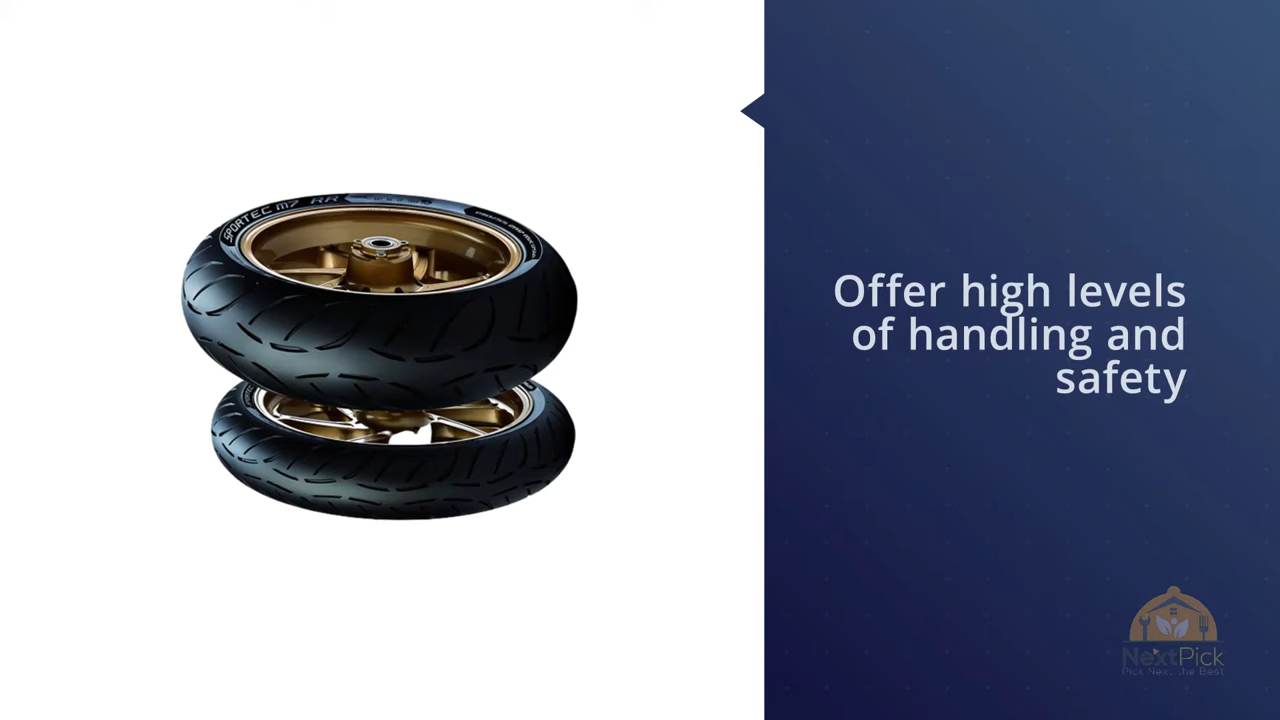 SPORTEC M7 RR
Offer high levels
of handling and
safety
NextPick
Pick Next, the Best